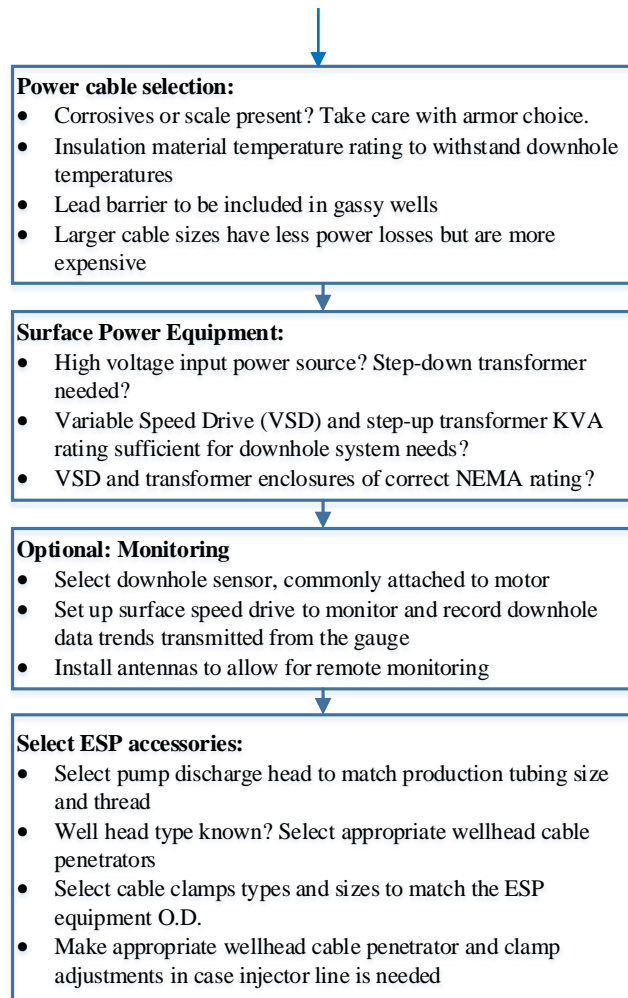 Power cable selection:
• Corrosives or scale present? Take care with armor choice.
• Insulation material temperature rating to withstand downhole
temperatures
• Lead barrier to be included in gassy wells
• Larger cable sizes have less power losses but are more
expensive
Surface Power Equipment:
• High voltage input power source? Step-down transformer
needed?
• Variable Speed Drive (VSD) and step-up transformer KVA
rating sufficient for downhole system needs?
• VSD and transformer enclosures of correct NEMA rating?
Optional: Monitoring
• Select downhole sensor, commonly attached to motor
• Set up surface speed drive to monitor and record downhole
data trends transmitted from the gauge
• Install antennas to allow for remote monitoring
Select ESP accessories:
• Select pump discharge head to match production tubing size
and thread
• Well head type known? Select appropriate wellhead cable
penetrators
• Select cable clamps types and sizes to match the ESP
equipment O.D.
• Make appropriate wellhead cable penetrator and clamp
adjustments in case injector line is needed